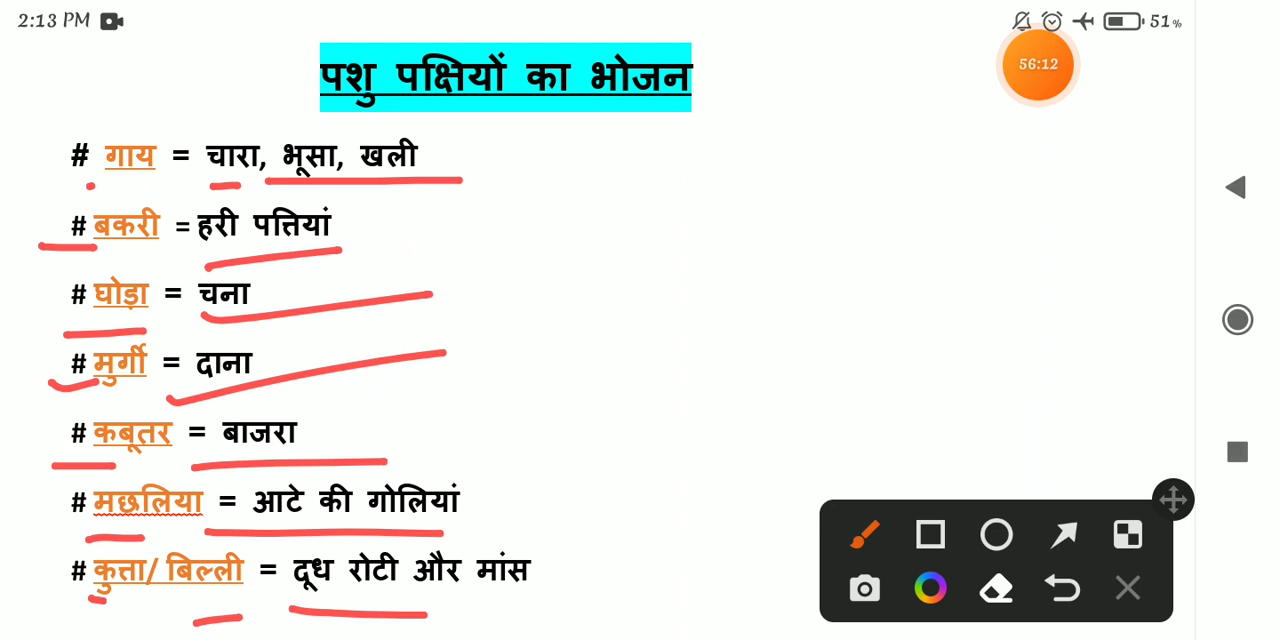 2:13 PM
51%
56:12
पशु पक्षियों का भोजन
# गाय = चारा, भूसा, खली
# बकरी = हरी पत्तियां
# घोड़ा = चना
# मुर्गी = दाना
# कबूतर = बाजरा
# मछलिया = आटे की गोलियां
# कुत्ता/ बिल्ली = दूध रोटी और मांस